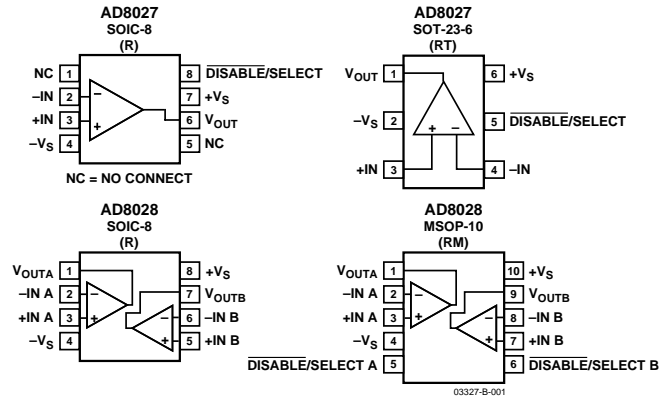 AD8027
SOIC-8
(R)
NC 1
8 DISABLE/SELECT
–IN 2
7 +VS
+IN 3
6 VOUT
–VS 4
5 NC
NC = NO CONNECT
AD8027
SOT-23-6
(RT)
VOUT 1
6 +VS
–VS 2
5 DISABLE/SELECT
+IN 3
4 –IN
AD8028
SOIC-8
(R)
VOUTA 1
8 +VS
–IN A 2
7 VOUTB
+IN A 3
6 –IN B
–VS 4
5 +IN B
AD8028
MSOP-10
(RM)
VOUTA 1
10 +VS
–IN A 2
9 VOUTB
+IN A 3
8 –IN B
–VS 4
7 +IN B
DISABLE/SELECT A 5
6 DISABLE/SELECT B
03327-B-001